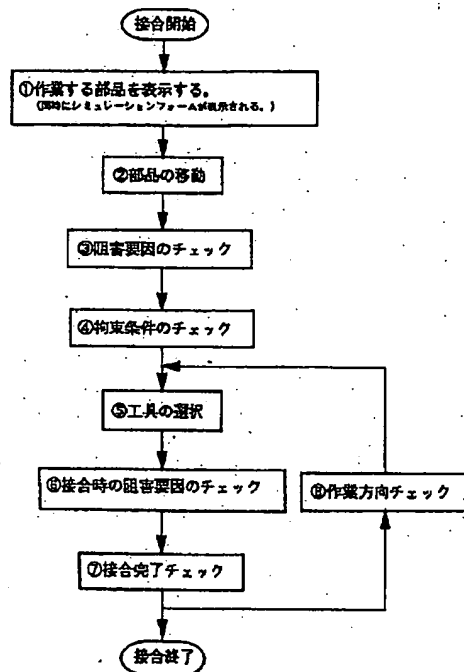 接合開始
①作業する部品を表示する。
(同時にシミュレーションフォームが表示される。)
②部品の移動
③阻害要因のチェック
④拘束条件のチェック
⑤工具の選択
⑥接合時の阻害要因のチェック
⑧作業方向チェック
⑦接合完了チェック
接合終了